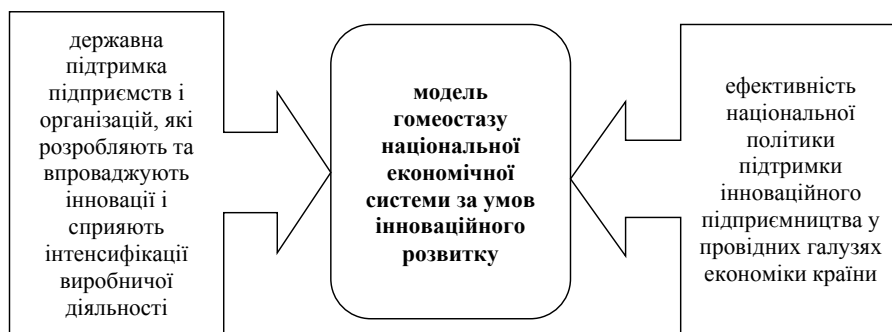 державна
підтримка
підприємств і
організацій, які
розробляють та
впроваджують
інновації і
сприяють
інтенсифікації
виробничої
діяльності
модель
гомеостазу
національної
економічної
системи за умов
інноваційного
розвитку
ефективність
національної
політики
підтримки
інноваційного
підприємництва у
провідних галузях
економіки країни